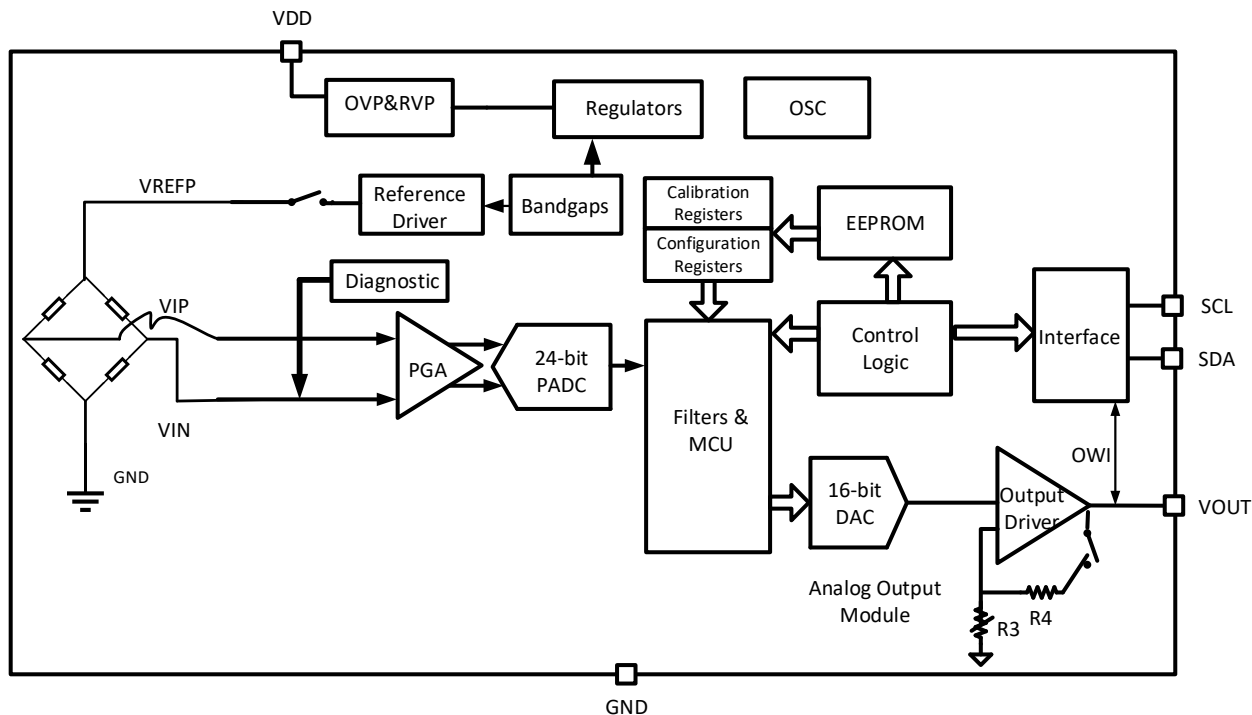 VDD
OVP&RVP
Regulators
OSC
VREFP
Reference
Driver
Bandgaps
Calibration
Registers
Configuration
Registers
EEPROM
Diagnostic
VIP
PGA
24-bit
PADC
Filters &
MCU
Control
Logic
Interface
SCL
SDA
VIN
GND
OWI
16-bit
DAC
Output
Driver
VOUT
Analog Output
Module
R4
R3
GND